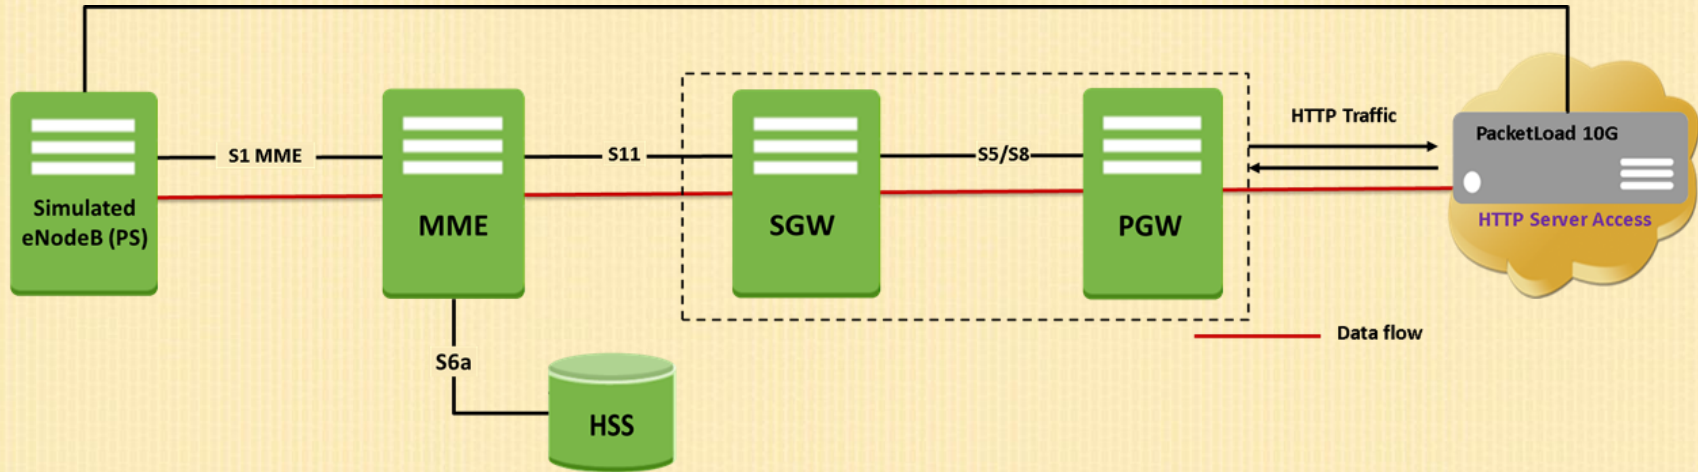 HTTP Traffic
PacketLoad 10G
S1 MME
S11
S5/S8
Simulated
eNodeB (PS)
MME
SGW
PGW
HTTP Server Access
Data flow
S6a
HSS